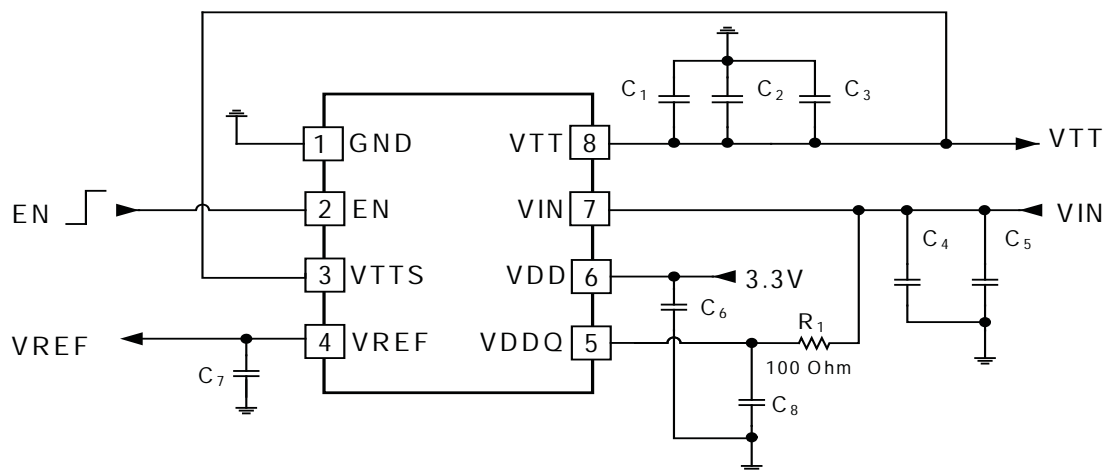 C1
C2
C3
1 GND
VTT 8
VTT
EN
2 EN
VIN 7
VIN
C4
C5
3 VTTS
VDD 6
3.3V
C6
R1
VREF
4 VREF
VDDQ 5
100 Ohm
C7
C8